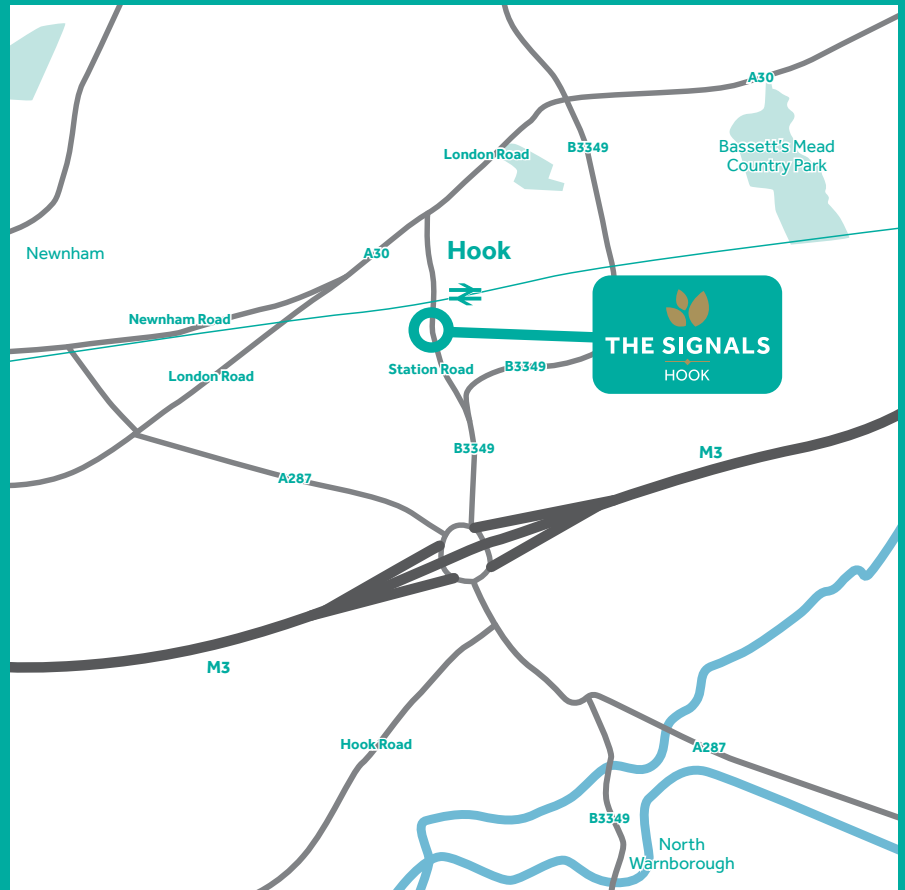 A30
B3349
London Road
Bassett's Mead
Country Park
Newnham
A30
Hook
Newnham Road
THE SIGNALS
HOOK
Station Road
B3349
London Road
B3349
M3
A287
M3
Hook Road
A287
B3349
North
Warnborough